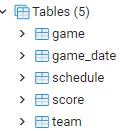 Tables (5)
game
game_date
schedule
score
team